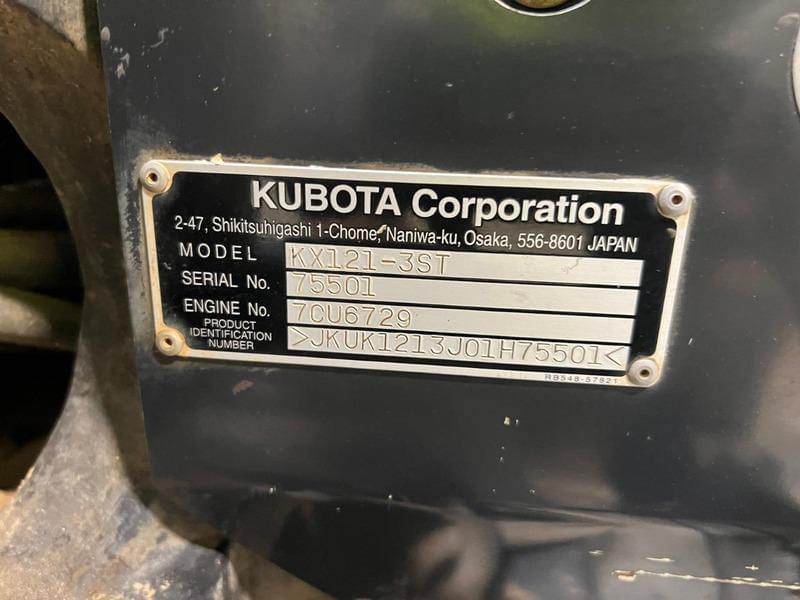 KUBOTA Corporation
2-47, Shikitsuhigashi 1-Chome, Naniwa-ku, Osaka, 556-8601 JAPAN
MODEL KX121-3ST
SERIAL No. 75501
ENGINE No. 7CU6729
PRODUCT IDENTIFICATION NUMBER >JKUK1213J01H75501<
RB548-57821